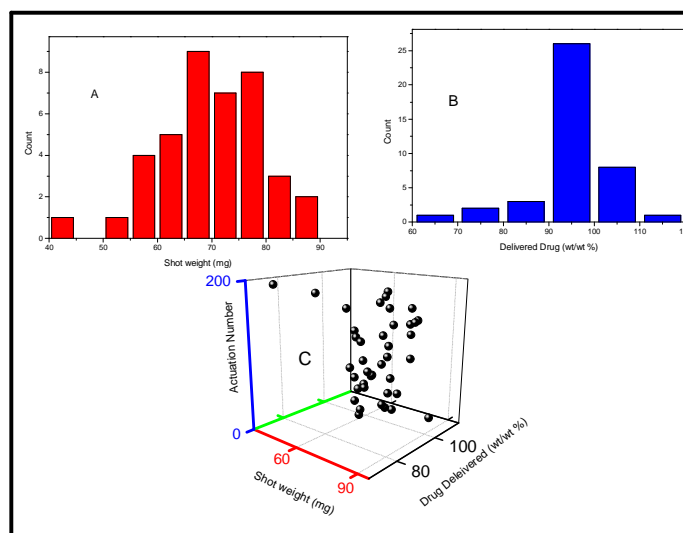 8
6
4
2
0
Count
A
40 50 60 70 80 90
Shot weight (mg)
25
20
15
10
5
0
Count
B
60 70 80 90 100 110
Delivered Drug (wt/wt %)
200
0
Actuation Number
C
60
90
Shot weight (mg)
80
100
Drug Deleivered (wt/wt %)